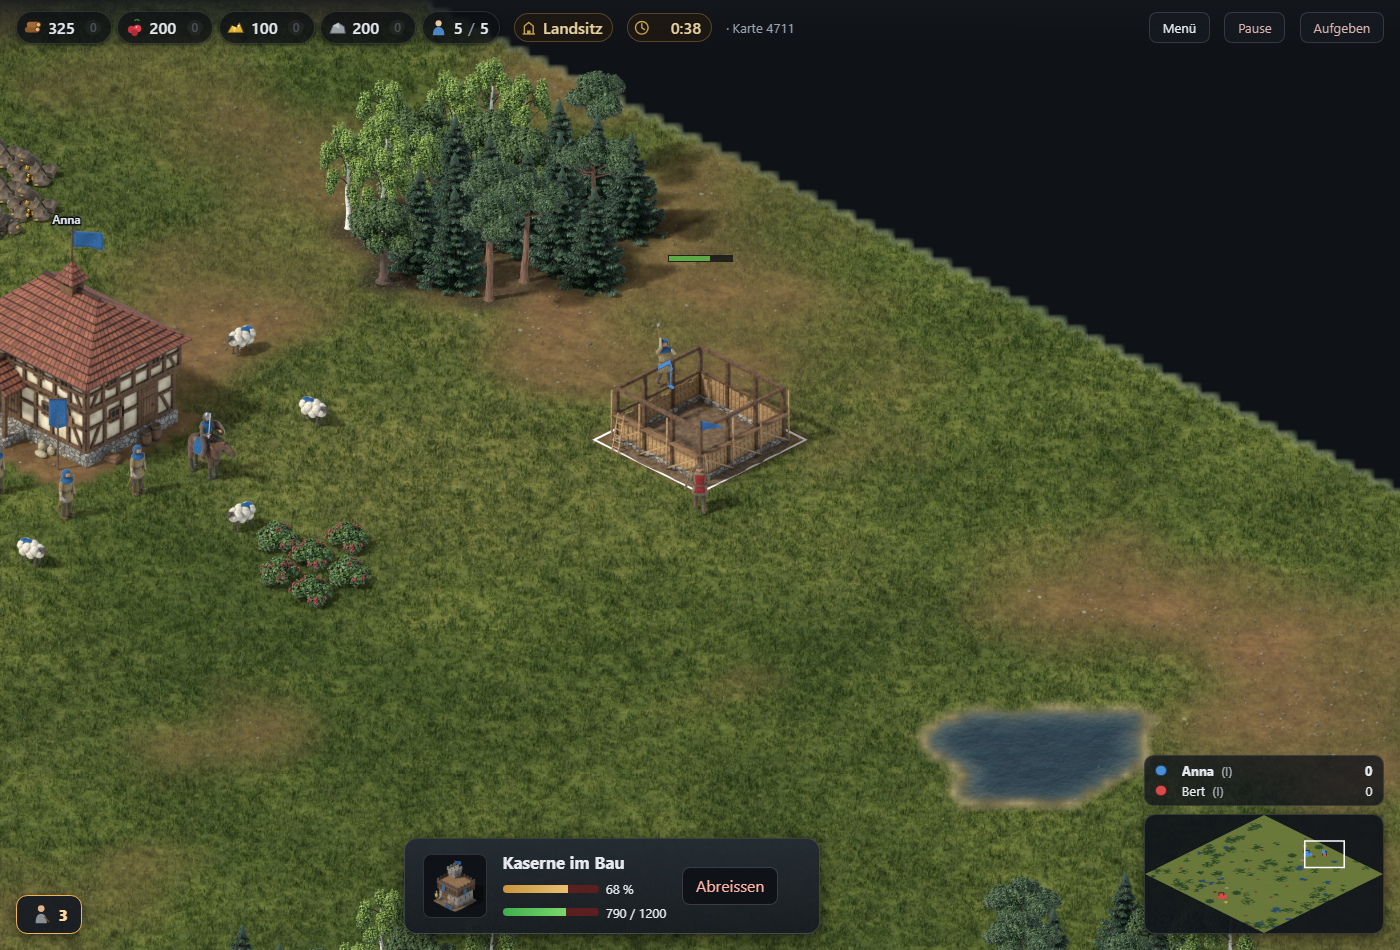 325 0 200 0 100 0 200 0 5 / 5 Landsitz 0:38 · Karte 4711 Menü Pause Aufgeben
Anna
Anna (I) 0
Bert (I) 0
Kaserne im Bau
68 %
790 / 1200
Abreissen
3